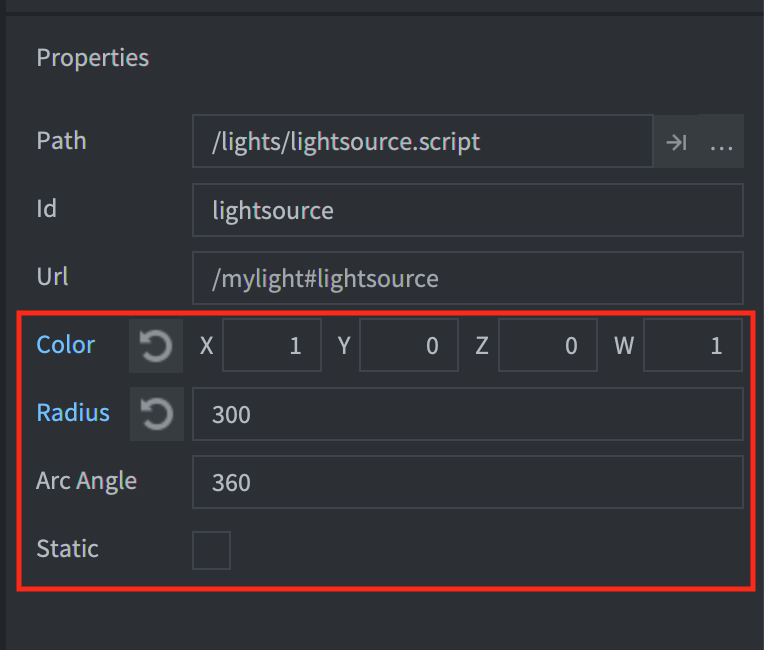 Properties
Path /lights/lightsource.script ...
Id lightsource
Url /mylight#lightsource
Color X 1 Y 0 Z 0 W 1
Radius 300
Arc Angle 360
Static